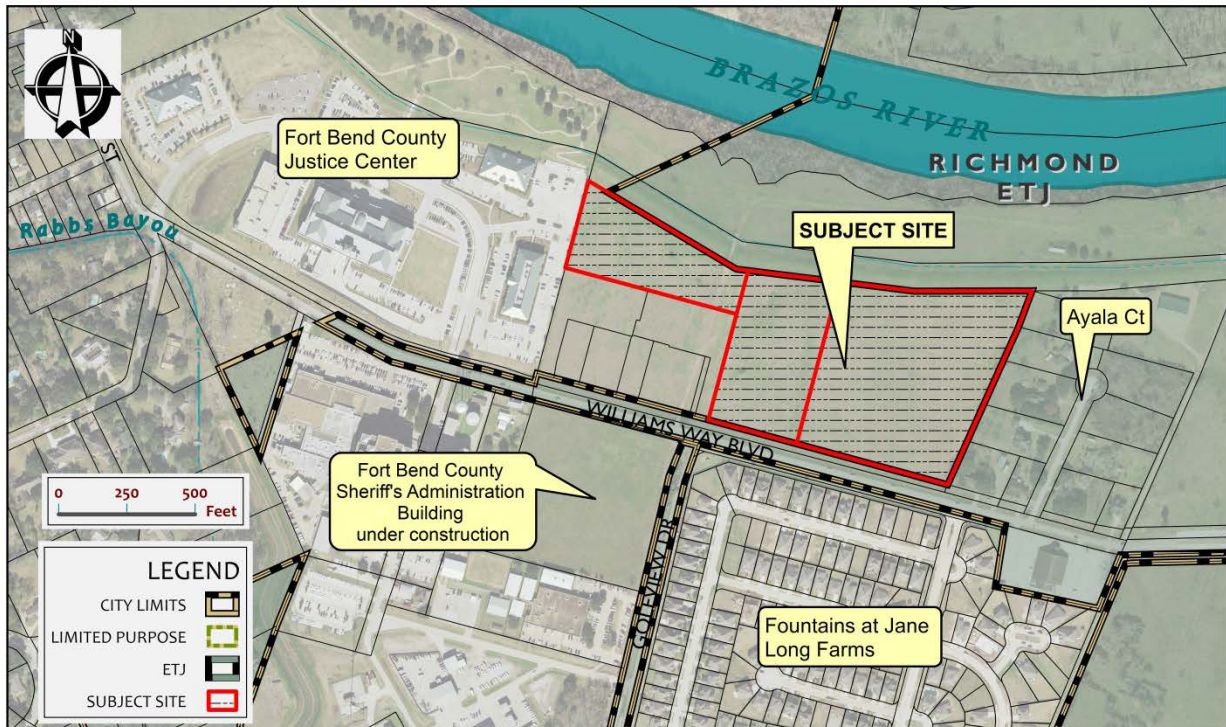 N
ST
Rabbs Bayou
Fort Bend County
Justice Center
BRAZOS RIVER
RICHMOND
ETJ
SUBJECT SITE
Ayala Ct
WILLIAMS WAY BLVD
Fort Bend County
Sheriff's Administration
Building
under construction
GOLFVIEW DR
Fountains at Jane
Long Farms
0 250 500
Feet
LEGEND
CITY LIMITS
LIMITED PURPOSE
ETJ
SUBJECT SITE